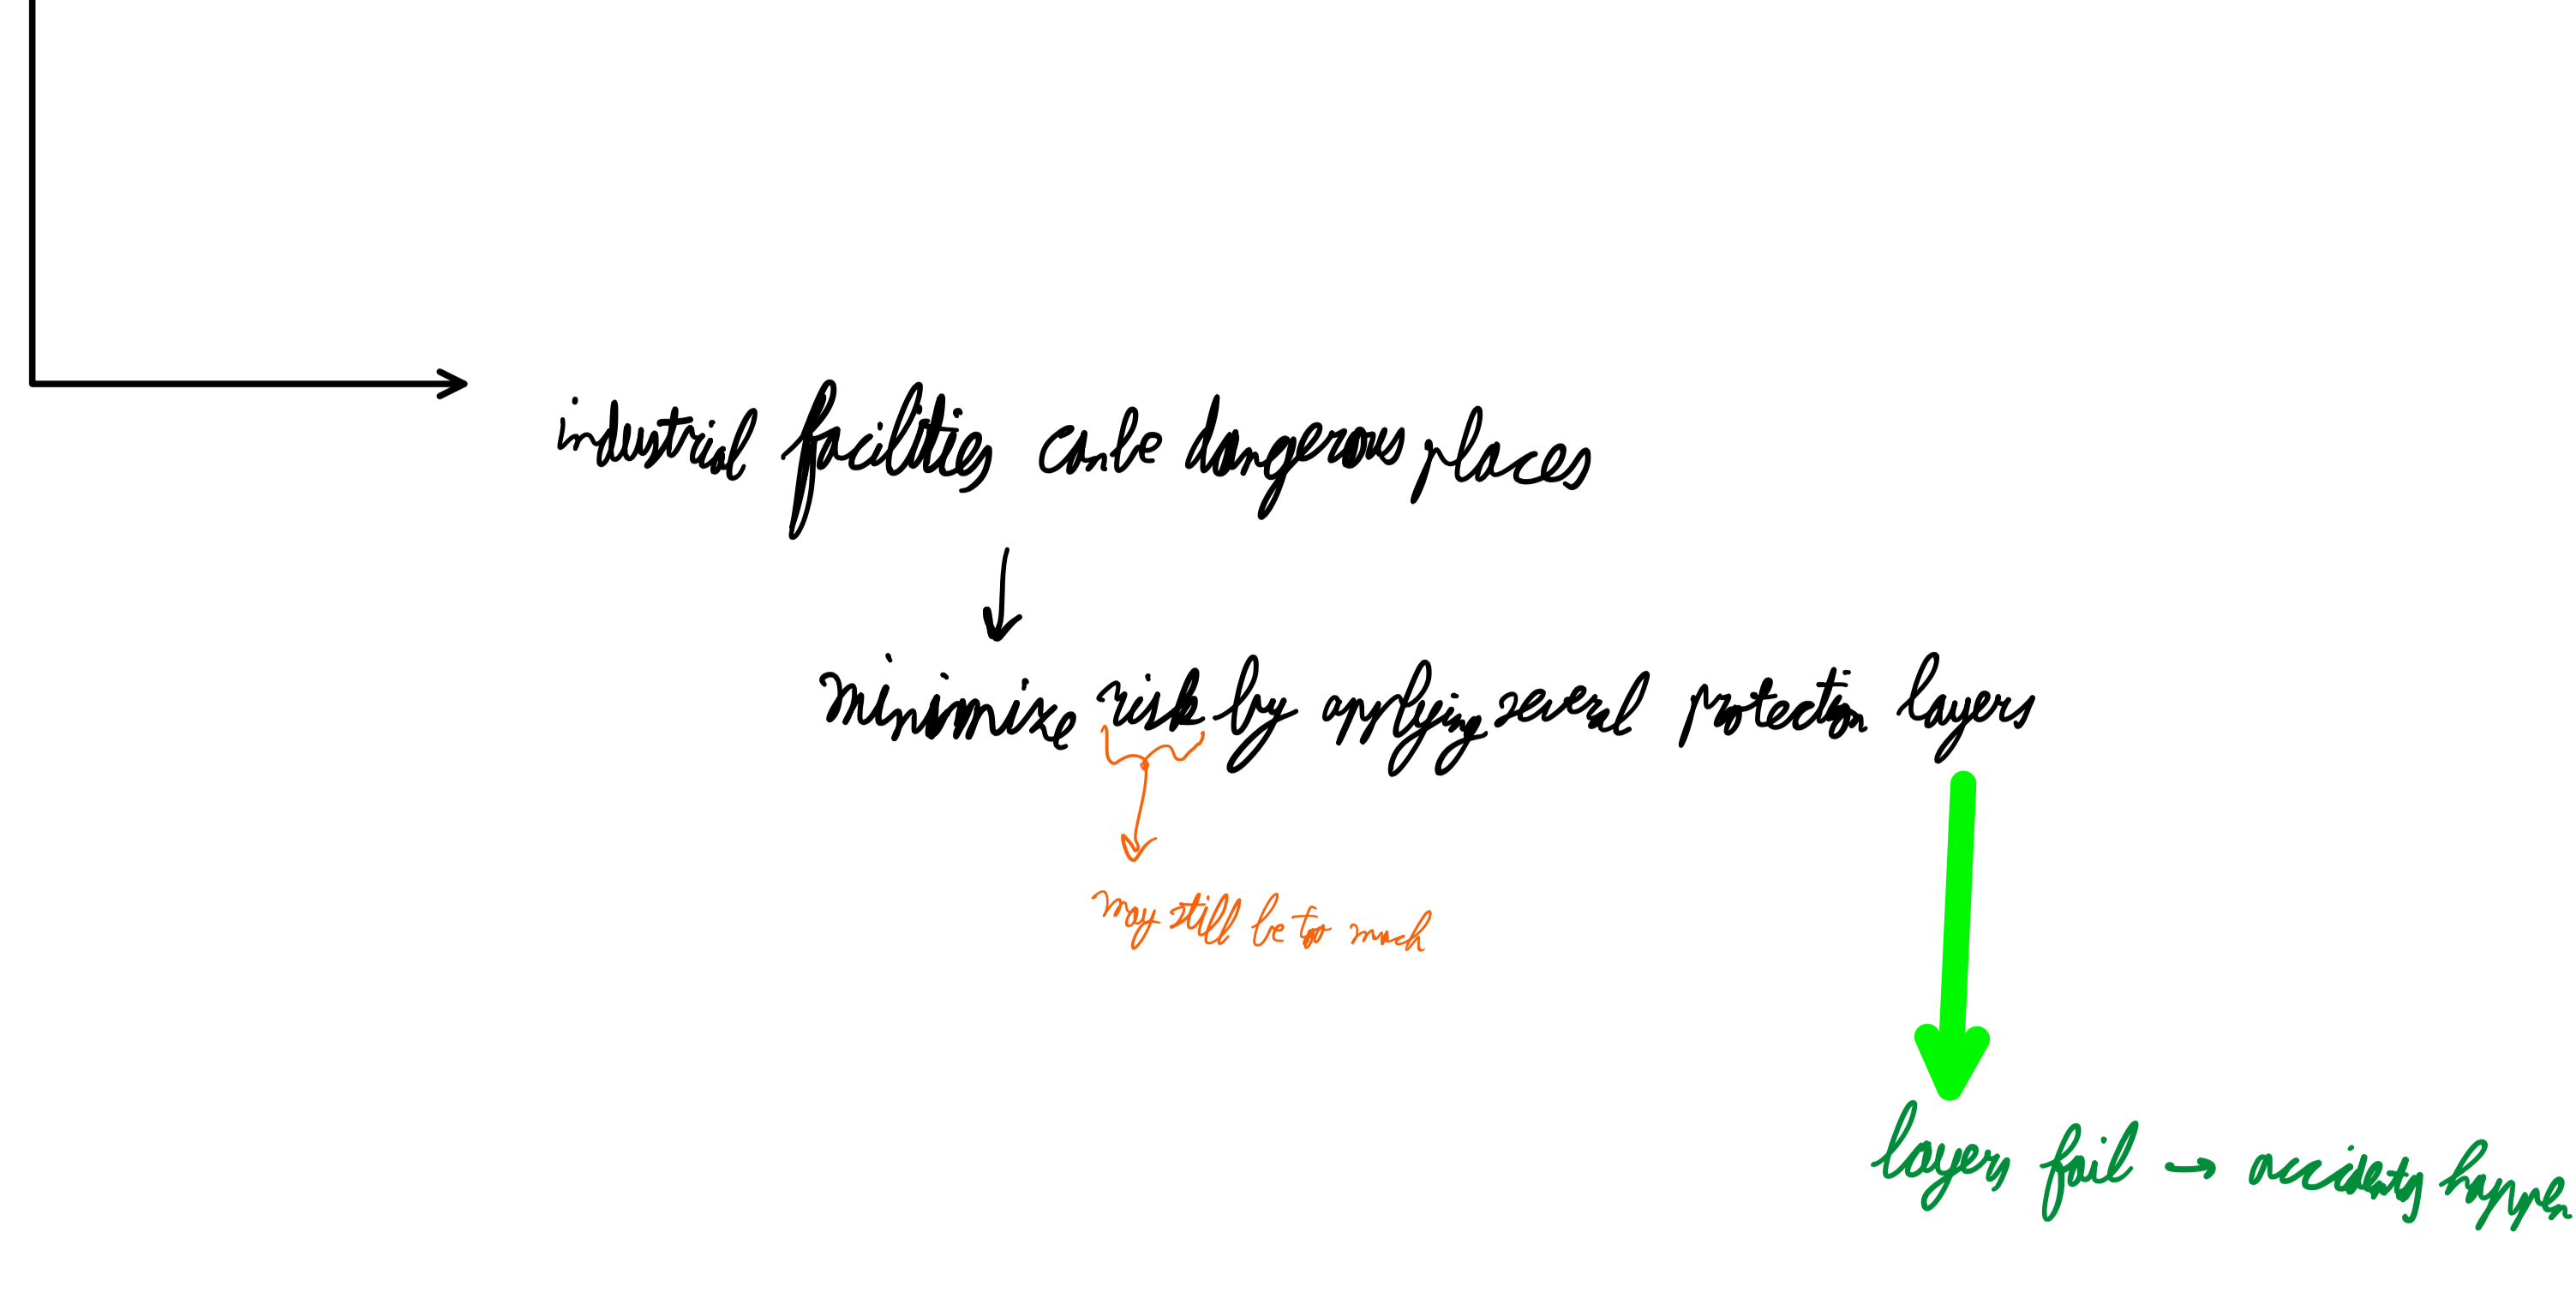 industrial facilities can be dangerous places
minimize risk by applying several protection layers
may still be too much
layers fail → accidents happen